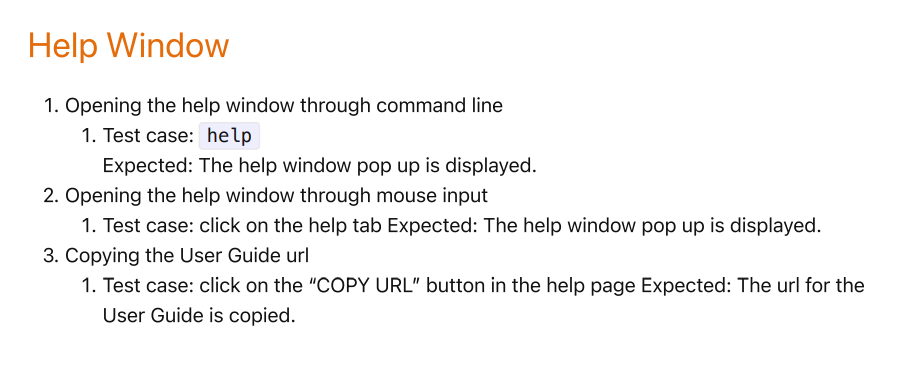 Help Window
1. Opening the help window through command line
1. Test case: help
Expected: The help window pop up is displayed.
2. Opening the help window through mouse input
1. Test case: click on the help tab Expected: The help window pop up is displayed.
3. Copying the User Guide url
1. Test case: click on the “COPY URL” button in the help page Expected: The url for the
User Guide is copied.